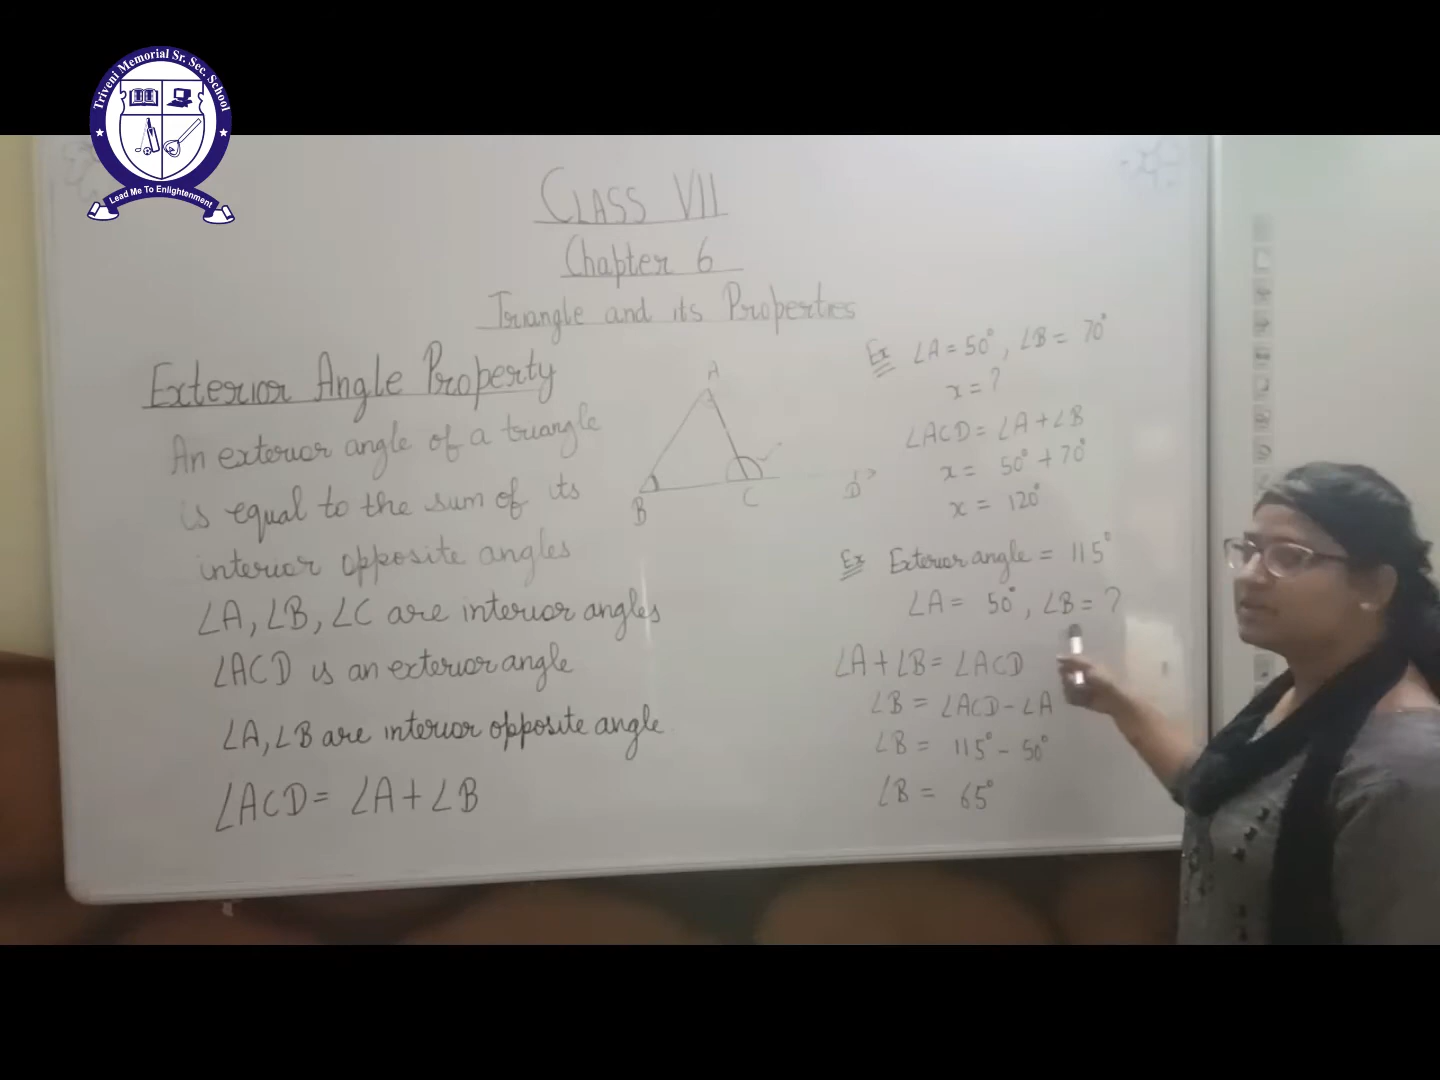 Triveni Memorial Sr. Sec. School
Lead Me To Enlightenment
CLASS VII
Chapter 6
Triangle and its Properties
Exterior Angle Property
An exterior angle of a triangle
is equal to the sum of its
interior opposite angles
∠A, ∠B, ∠C are interior angles
∠ACD is an exterior angle
∠A, ∠B are interior opposite angle.
∠ACD = ∠A + ∠B
A
B
C
D
Ex ∠A = 50°, ∠B = 70°
x = ?
∠ACD = ∠A + ∠B
x = 50° + 70°
x = 120°
Ex Exterior angle = 115°
∠A = 50°, ∠B = ?
∠A + ∠B = ∠ACD
∠B = ∠ACD - ∠A
∠B = 115° - 50°
∠B = 65°